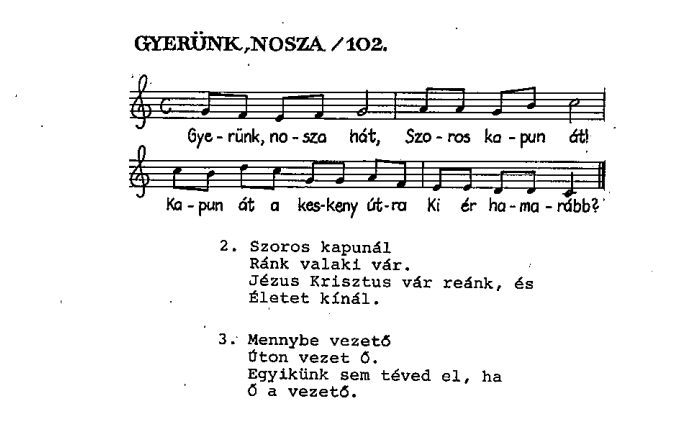 GYERÜNK, NOSZA /102.
Gye-rünk, no-sza hát, Szo-ros ka-pun át!
Ka-pun át a kes-keny út-ra Ki ér ha-ma-rább?
2. Szoros kapunál
Ránk valaki vár.
Jézus Krisztus vár reánk, és
Életet kínál.
3. Mennybe vezető
Úton vezet Ő.
Egyikünk sem téved el, ha
Ő a vezető.